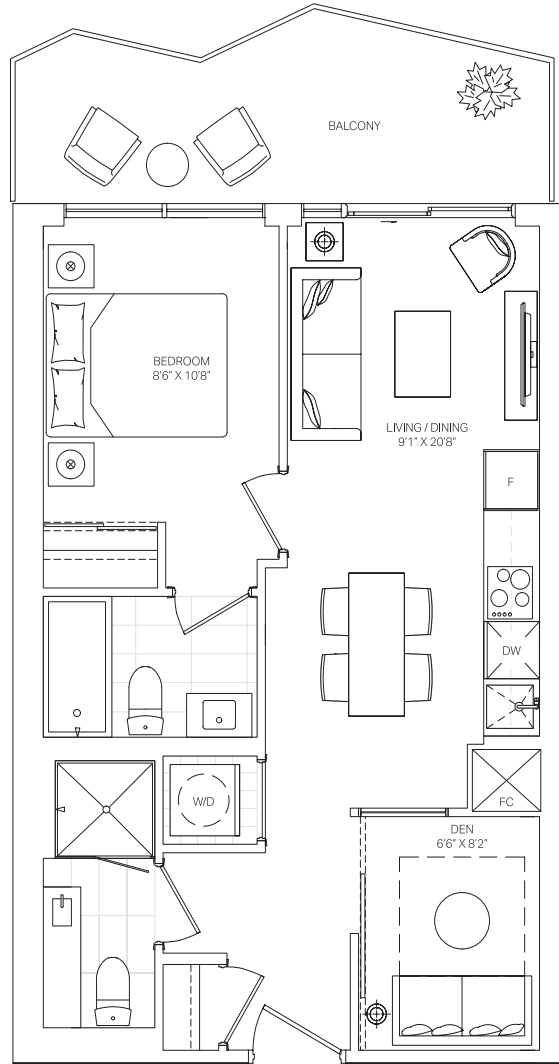 BALCONY
BEDROOM
8'6" X 10'8"
LIVING / DINING
9'1" X 20'8"
F
DW
W/D
FC
DEN
6'6" X 8'2"